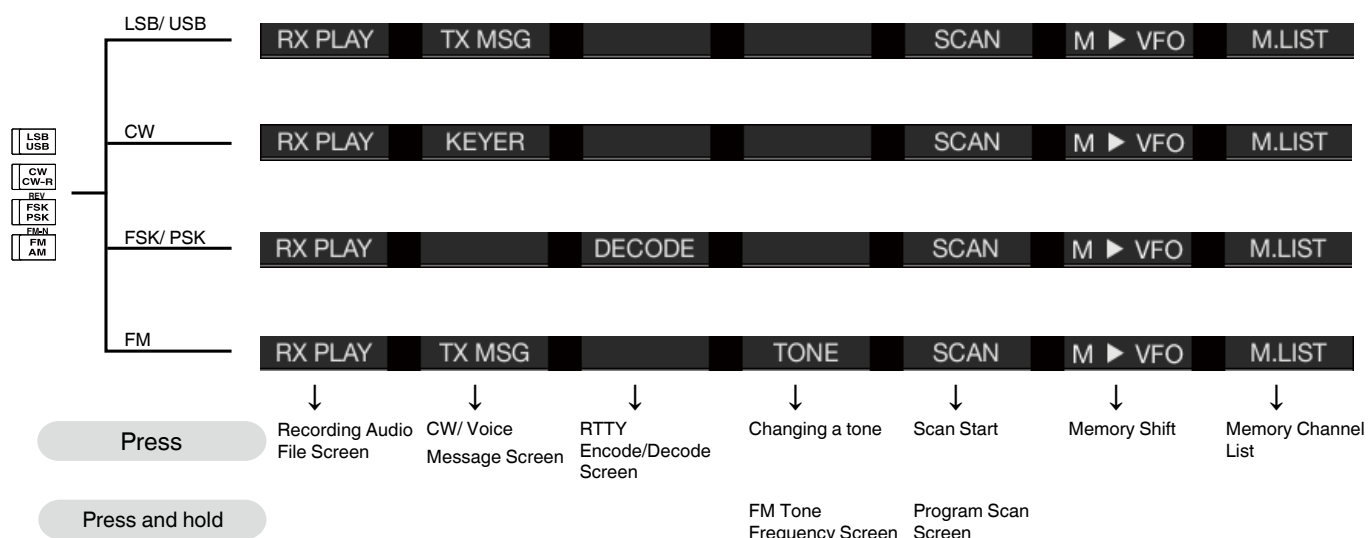 LSB/ USB
RX PLAY TX MSG SCAN M ▶ VFO M.LIST
LSB
USB
CW
CW-R
REV
FSK
PSK
FM-N
FM
AM
CW
RX PLAY KEYER SCAN M ▶ VFO M.LIST
FSK/ PSK
RX PLAY DECODE SCAN M ▶ VFO M.LIST
FM
RX PLAY TX MSG TONE SCAN M ▶ VFO M.LIST
↓ ↓ ↓ ↓ ↓ ↓ ↓
Press
Recording Audio
File Screen
CW/ Voice
Message Screen
RTTY
Encode/Decode
Screen
Changing a tone
Scan Start
Memory Shift
Memory Channel
List
Press and hold
FM Tone
Frequency Screen
Program Scan
Screen